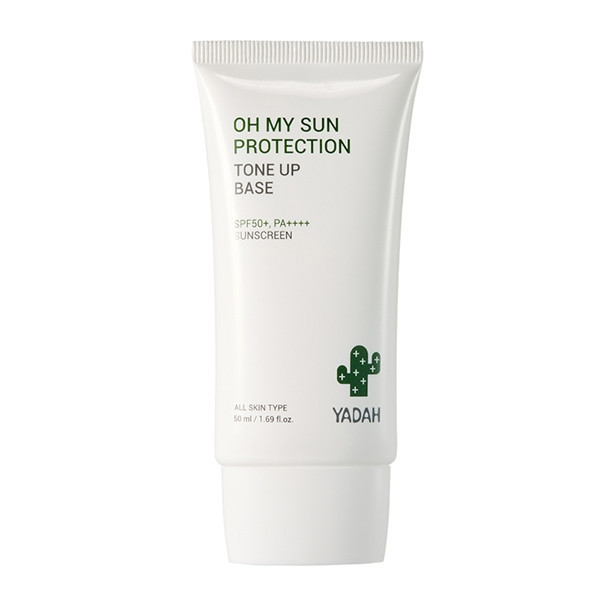 OH MY SUN
PROTECTION
TONE UP
BASE
SPF50+, PA++++
SUNSCREEN
ALL SKIN TYPE
50 ml / 1.69 fl.oz.
YADAH